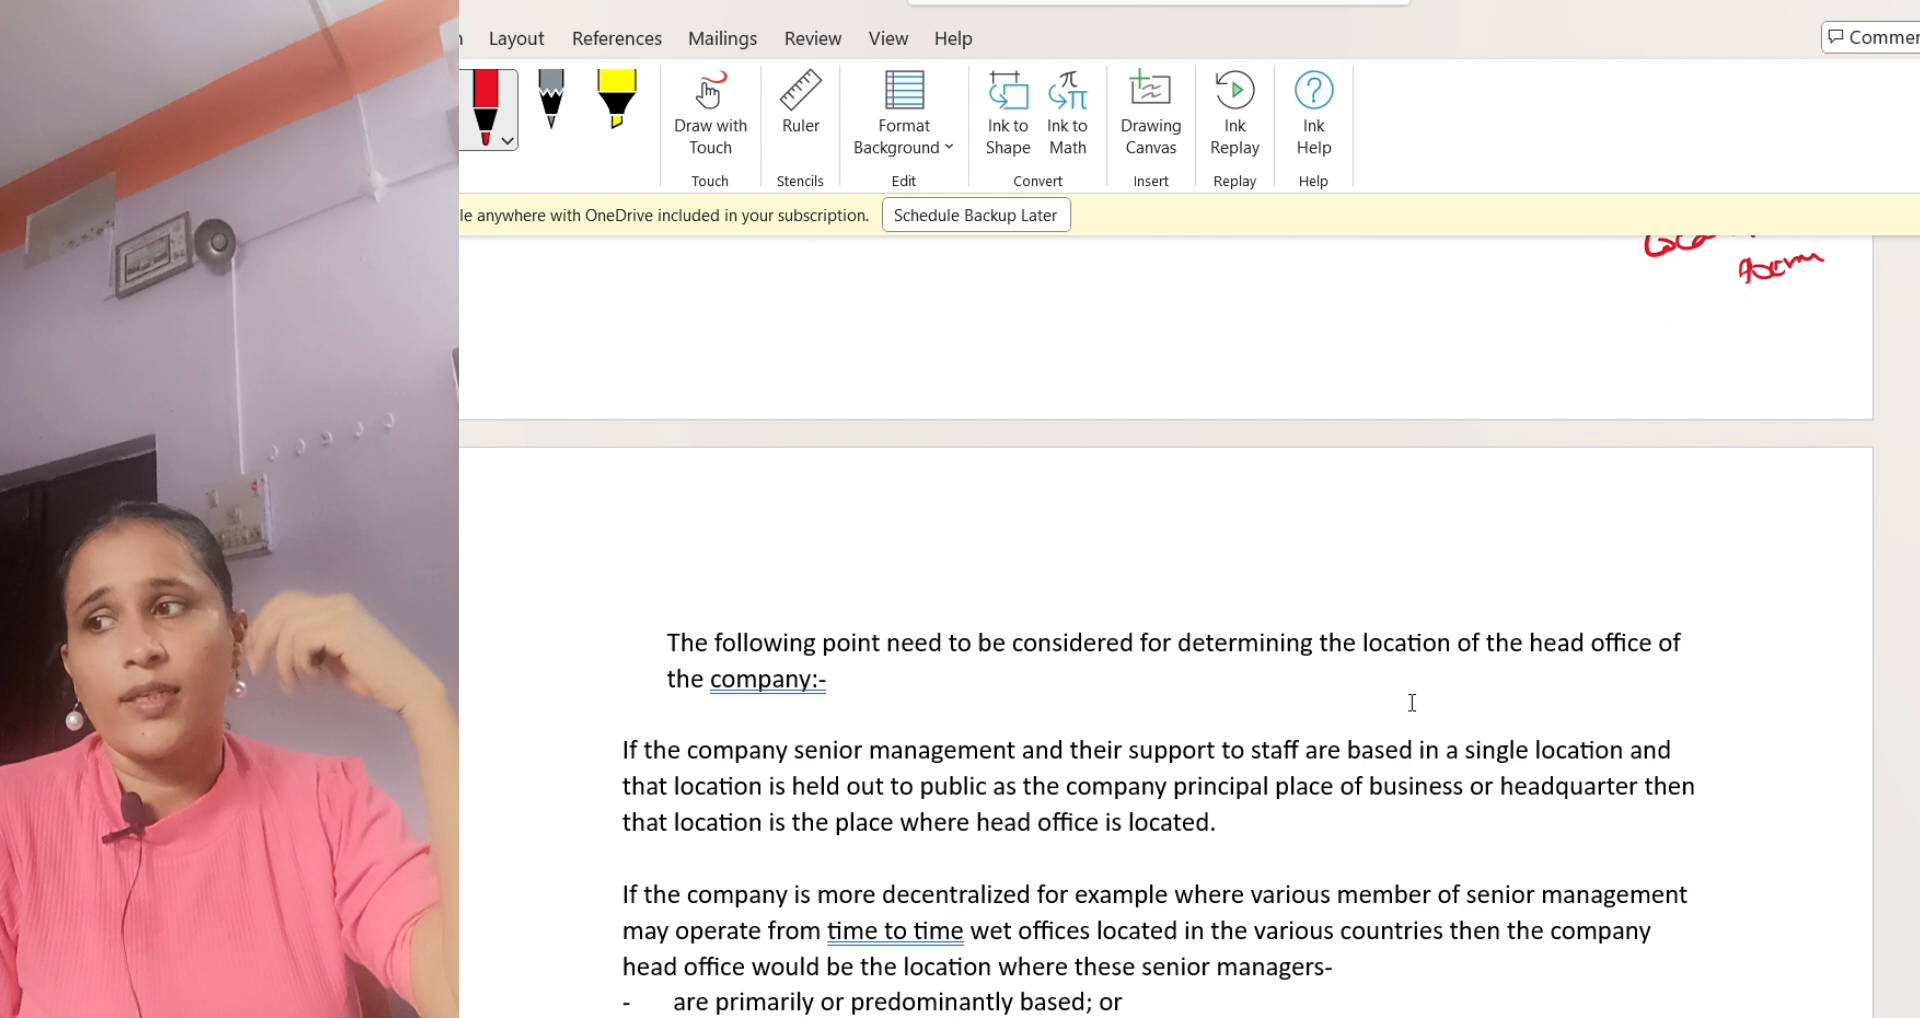 Layout References Mailings Review View Help
Draw with Touch
Ruler
Format Background
Ink to Shape
Ink to Math
Drawing Canvas
Ink Replay
Ink Help
Touch Stencils Edit Convert Insert Replay Help
anywhere with OneDrive included in your subscription. Schedule Backup Later
The following point need to be considered for determining the location of the head office of
the company:-
If the company senior management and their support to staff are based in a single location and
that location is held out to public as the company principal place of business or headquarter then
that location is the place where head office is located.
If the company is more decentralized for example where various member of senior management
may operate from time to time wet offices located in the various countries then the company
head office would be the location where these senior managers-
- are primarily or predominantly based; or